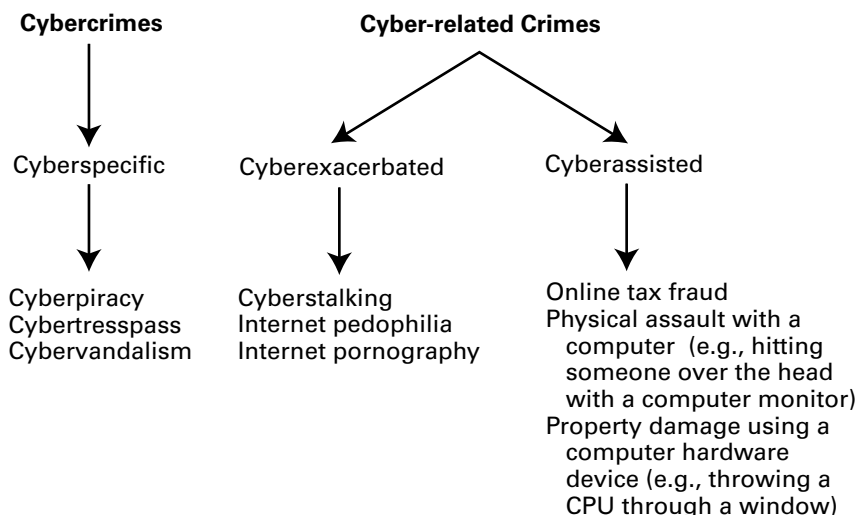 Cybercrimes
Cyber-related Crimes
Cyberspecific
Cyberexacerbated
Cyberassisted
Cyberpiracy
Cybertresspass
Cybervandalism
Cyberstalking
Internet pedophilia
Internet pornography
Online tax fraud
Physical assault with a
computer (e.g., hitting
someone over the head
with a computer monitor)
Property damage using a
computer hardware
device (e.g., throwing a
CPU through a window)